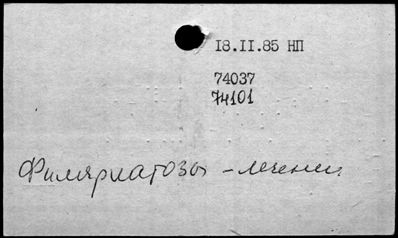 18.II.85 НП
74037
74101
Филяриатозы - лечение